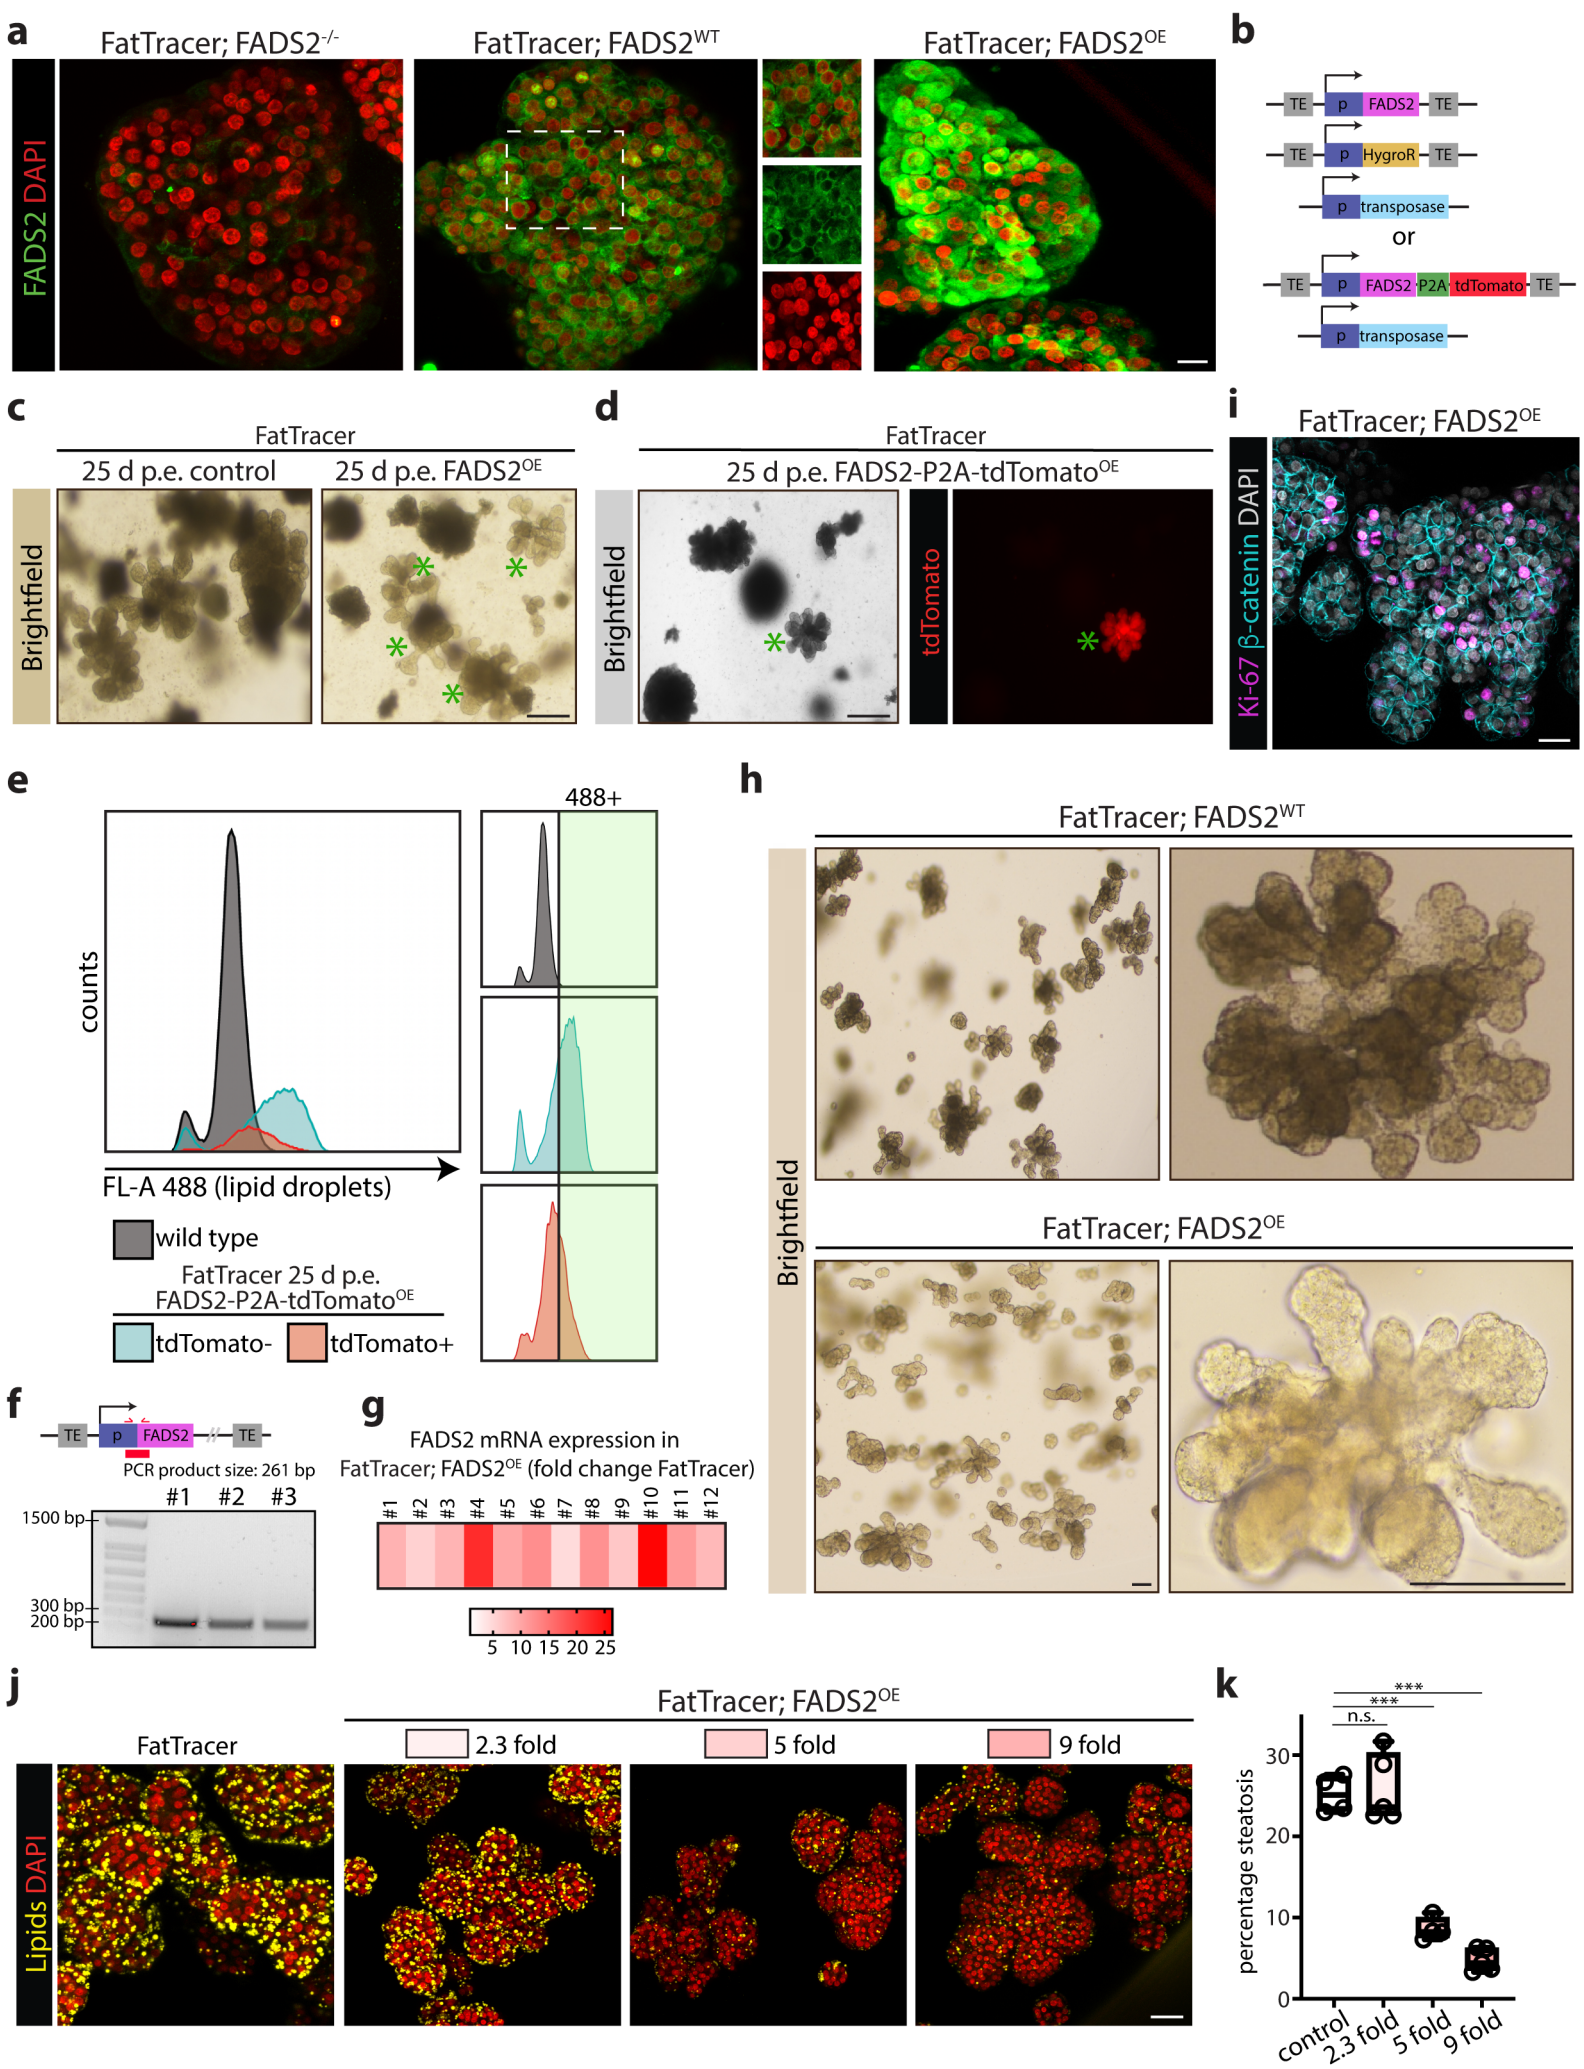 a
FatTracer; FADS2-/-
FatTracer; FADS2WT
FatTracer; FADS2OE
FADS2 DAPI
b
TE p FADS2 TE
TE p HygroR TE
p transposase
or
TE p FADS2 P2A tdTomato TE
p transposase
c
FatTracer
25 d p.e. control
25 d p.e. FADS2OE
Brightfield
*
*
*
*
d
FatTracer
25 d p.e. FADS2-P2A-tdTomatoOE
Brightfield
*
tdTomato
*
i
FatTracer; FADS2OE
Ki-67 β-catenin DAPI
e
counts
FL-A 488 (lipid droplets)
488+
wild type
FatTracer 25 d p.e.
FADS2-P2A-tdTomatoOE
tdTomato-
tdTomato+
h
FatTracer; FADS2WT
FatTracer; FADS2OE
Brightfield
f
TE p FADS2 // TE
PCR product size: 261 bp
#1 #2 #3
1500 bp
300 bp
200 bp
g
FADS2 mRNA expression in
FatTracer; FADS2OE (fold change FatTracer)
#1 #2 #3 #4 #5 #6 #7 #8 #9 #10 #11 #12
5 10 15 20 25
j
FatTracer; FADS2OE
FatTracer
2.3 fold
5 fold
9 fold
Lipids DAPI
k
***
***
n.s.
percentage steatosis
30
20
10
0
control
2.3 fold
5 fold
9 fold